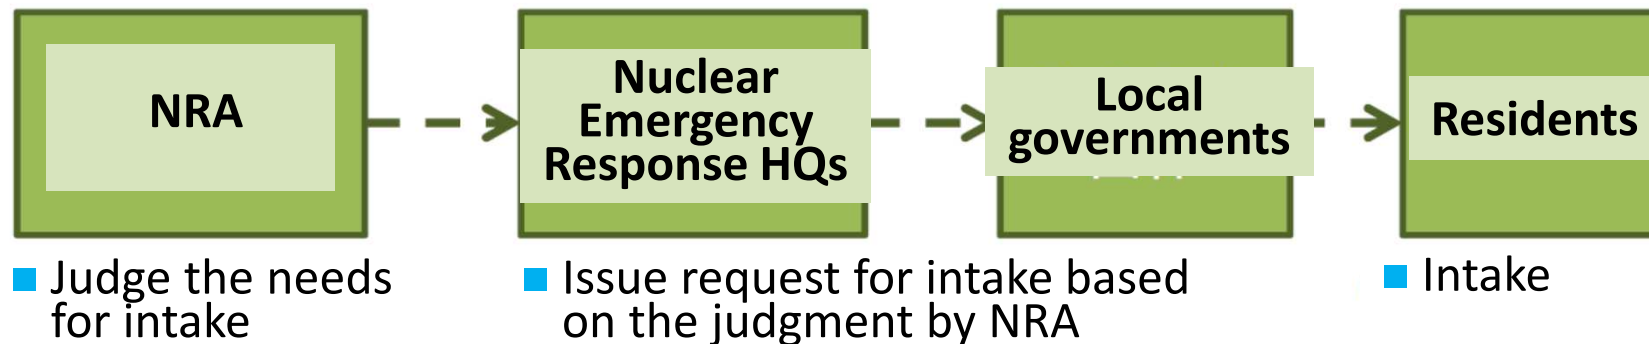 NRA
Nuclear
Emergency
Response HQs
Local
governments
Residents
Judge the needs
for intake
Issue request for intake based
on the judgment by NRA
Intake